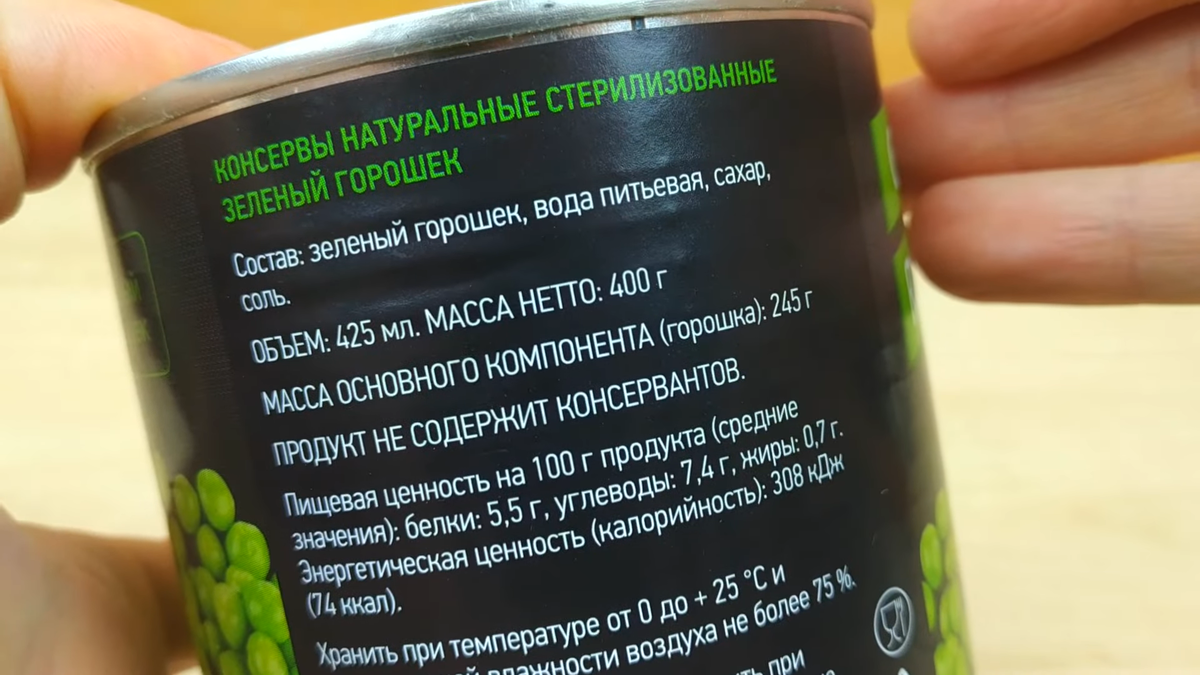 КОНСЕРВЫ НАТУРАЛЬНЫЕ СТЕРИЛИЗОВАННЫЕ
ЗЕЛЕНЫЙ ГОРОШЕК
Состав: зеленый горошек, вода питьевая, сахар,
соль.
ОБЪЕМ: 425 мл. МАССА НЕТТО: 400 г
МАССА ОСНОВНОГО КОМПОНЕНТА (горошка): 245 г
ПРОДУКТ НЕ СОДЕРЖИТ КОНСЕРВАНТОВ.
Пищевая ценность на 100 г продукта (средние
значения): белки: 5,5 г, углеводы: 7,4 г, жиры: 0,7 г.
Энергетическая ценность (калорийность): 308 кДж
(74 ккал).
Хранить при температуре от 0 до + 25 °С и
влажности воздуха не более 75 %.
при